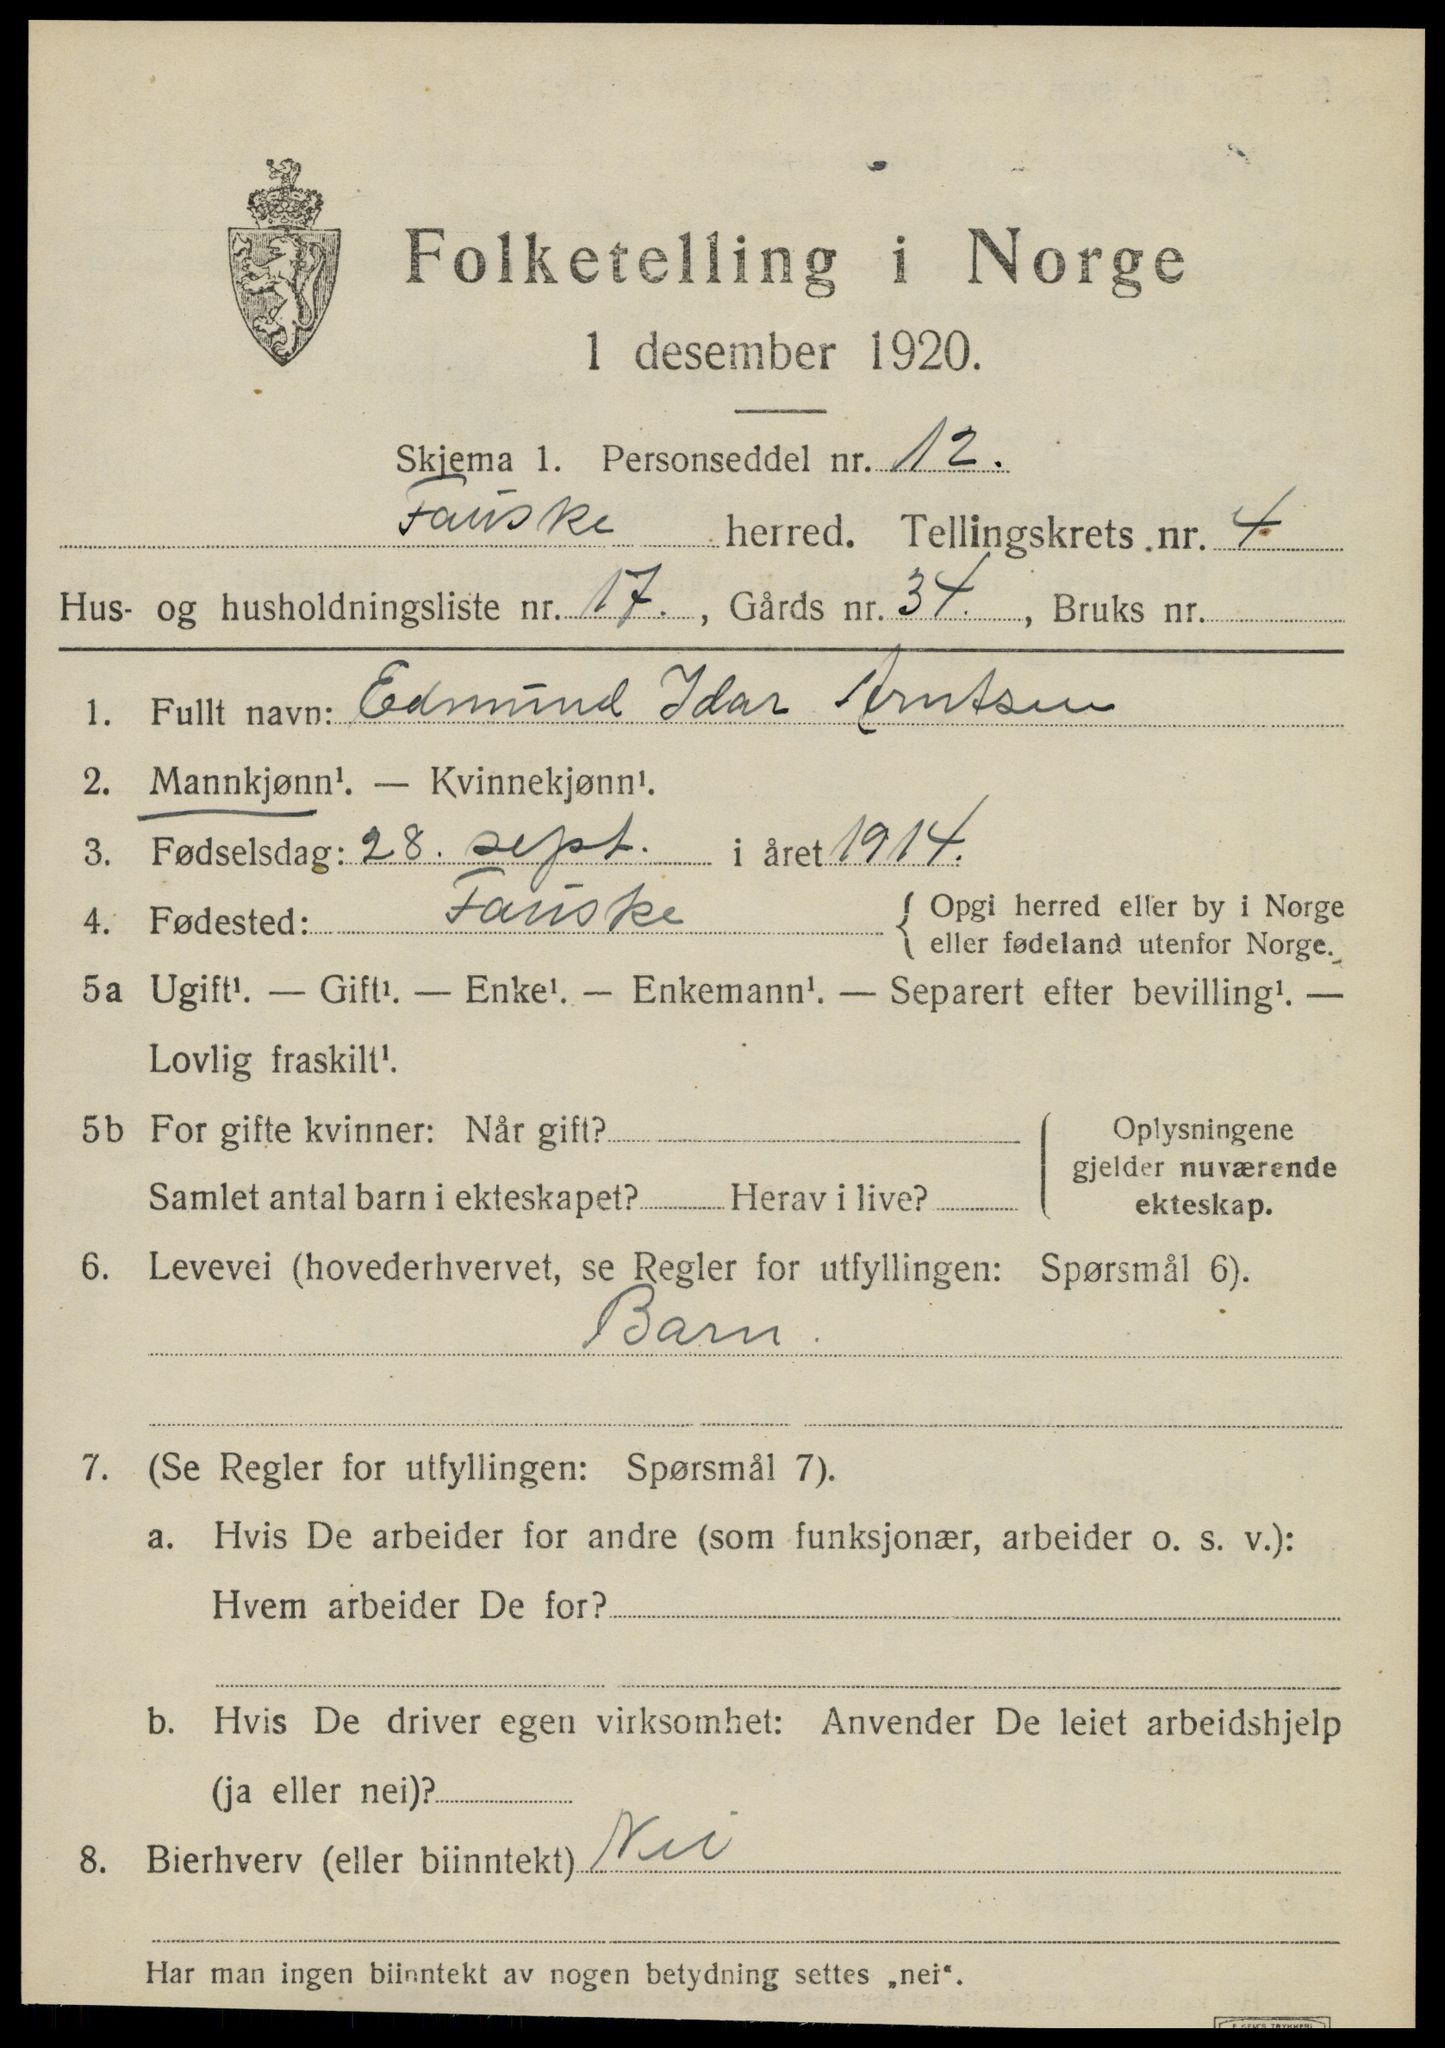 Folketelling i Norge
1 desember 1920.
Skjema 1. Personseddel nr. 12.
Fauske herred. Tellingskrets nr. 4
Hus- og husholdningsliste nr. 17. , Gårds nr. 34. , Bruks nr.
1. Fullt navn: Edmund Idar Arntsen
2. Mannkjønn¹. — Kvinnekjønn¹.
3. Fødselsdag: 28. sept. i året 1914.
4. Fødested: Fauske { Opgi herred eller by i Norge
eller fødeland utenfor Norge.
5a Ugift¹. — Gift¹. — Enke¹. — Enkemann¹. — Separert efter bevilling¹. —
Lovlig fraskilt¹.
5b For gifte kvinner: Når gift?
Samlet antal barn i ekteskapet? Herav i live?
Oplysningene
gjelder nuværende
ekteskap.
6. Levevei (hovederhvervet, se Regler for utfyllingen: Spørsmål 6).
Barn.
7. (Se Regler for utfyllingen: Spørsmål 7).
a. Hvis De arbeider for andre (som funksjonær, arbeider o. s. v.):
Hvem arbeider De for?
b. Hvis De driver egen virksomhet: Anvender De leiet arbeidshjelp
(ja eller nei)?
8. Bierhverv (eller biinntekt) Nei
Har man ingen biinntekt av nogen betydning settes „nei“.